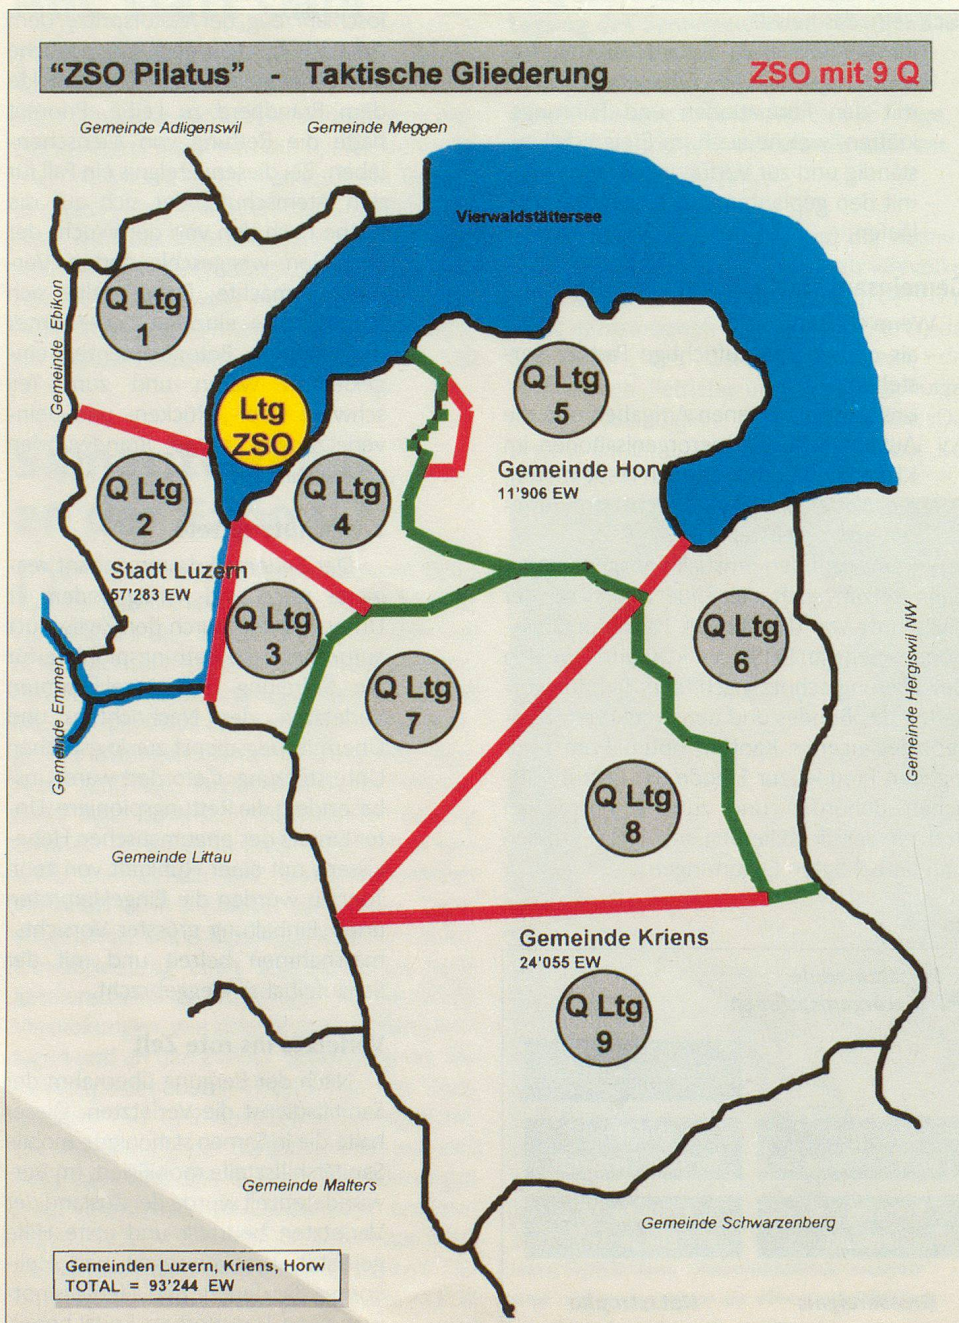 "ZSO Pilatus" - Taktische Gliederung ZSO mit 9 Q
Gemeinde Adligenswil
Gemeinde Meggen
Vierwaldstättersee
Gemeinde Ebikon
Q Ltg
1
Ltg
ZSO
Q Ltg
5
Q Ltg
2
Q Ltg
4
Gemeinde Horw
11'906 EW
Stadt Luzern
57'283 EW
Q Ltg
3
Q Ltg
6
Gemeinde Hergiswil NW
Gemeinde Emmen
Q Ltg
7
Q Ltg
8
Gemeinde Littau
Gemeinde Kriens
24'055 EW
Q Ltg
9
Gemeinde Malters
Gemeinde Schwarzenberg
Gemeinden Luzern, Kriens, Horw
TOTAL = 93'244 EW